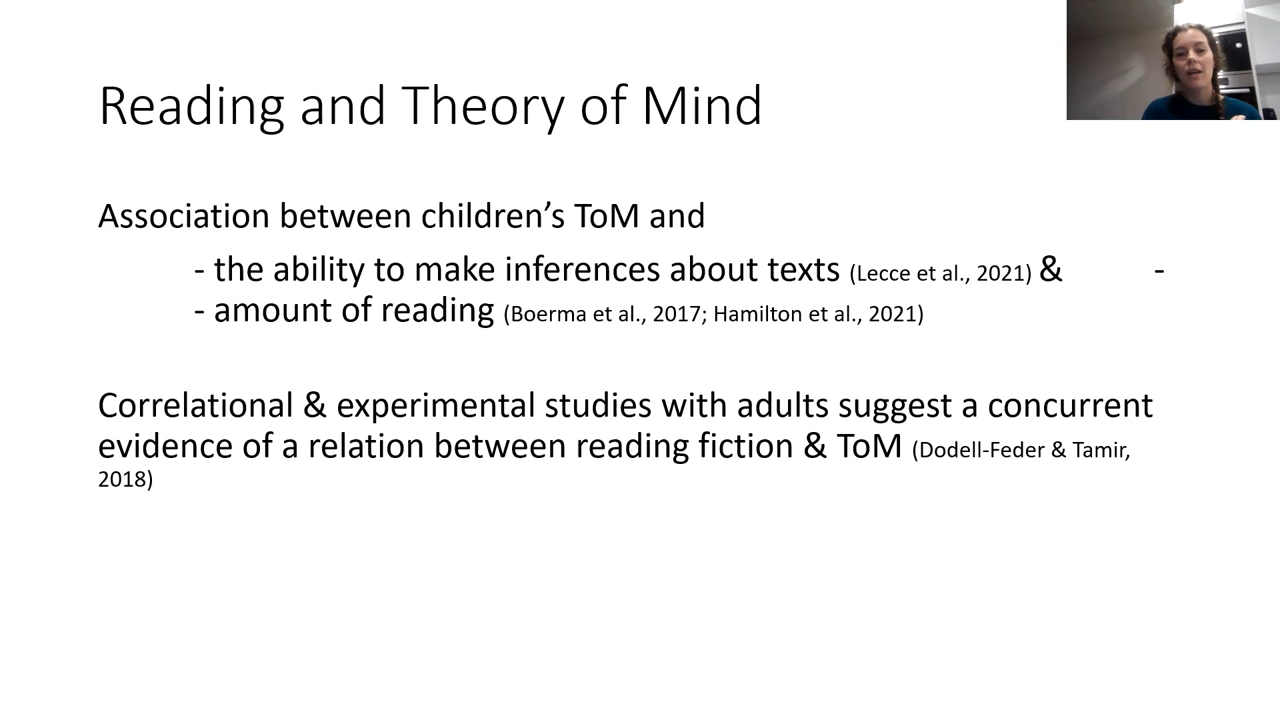 Reading and Theory of Mind
Association between children’s ToM and
- the ability to make inferences about texts (Lecce et al., 2021) & -
- amount of reading (Boerma et al., 2017; Hamilton et al., 2021)
Correlational & experimental studies with adults suggest a concurrent
evidence of a relation between reading fiction & ToM (Dodell-Feder & Tamir,
2018)